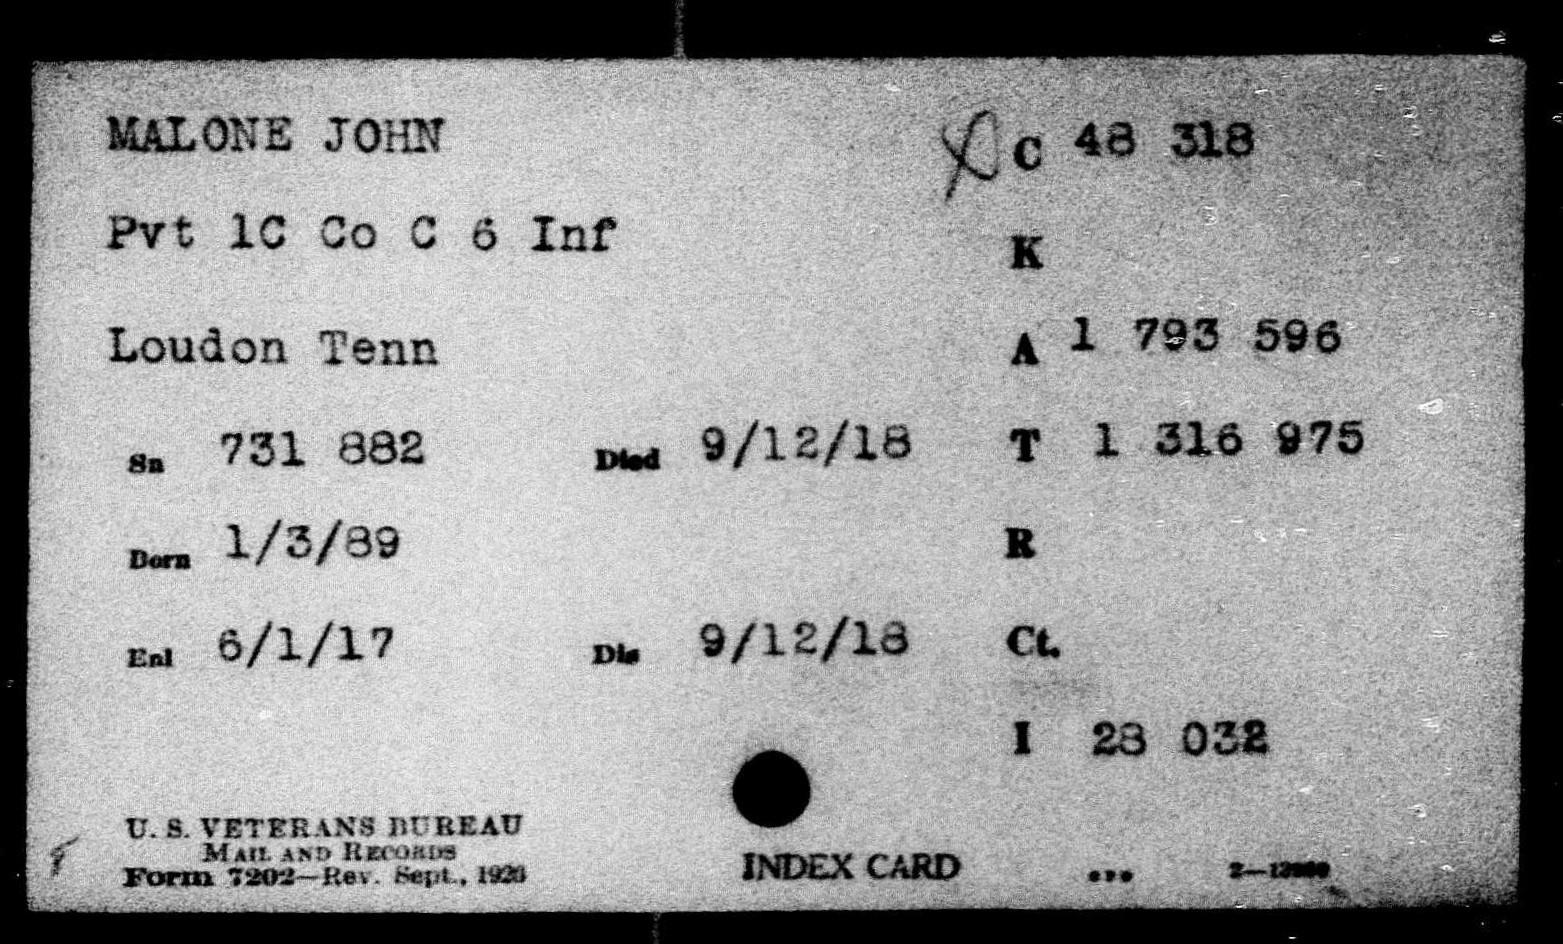 MALONE JOHN
C 48 318
Pvt 1C Co C 6 Inf
K
Loudon Tenn
A 1 793 596
Sn 731 882
Died 9/12/18
T 1 316 975
Born 1/3/89
R
Enl 6/1/17
Dis 9/12/18
Ct.
I 28 032
U. S. VETERANS BUREAU
MAIL AND RECORDS
Form 7202—Rev. Sept., 1926
INDEX CARD